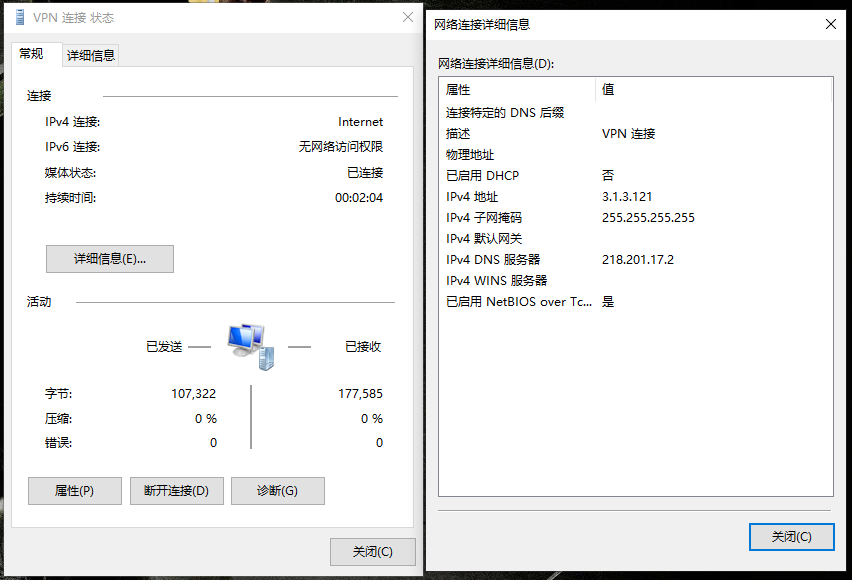 VPN 连接 状态
常规
详细信息
连接
IPv4 连接: Internet
IPv6 连接: 无网络访问权限
媒体状态: 已连接
持续时间: 00:02:04
详细信息(E)...
活动
已发送 已接收
字节: 107,322 177,585
压缩: 0 % 0 %
错误: 0 0
属性(P) 断开连接(D) 诊断(G)
关闭(C)
网络连接详细信息
网络连接详细信息(D):
属性 值
连接特定的 DNS 后缀
描述 VPN 连接
物理地址
已启用 DHCP 否
IPv4 地址 3.1.3.121
IPv4 子网掩码 255.255.255.255
IPv4 默认网关
IPv4 DNS 服务器 218.201.17.2
IPv4 WINS 服务器
已启用 NetBIOS over Tc... 是
关闭(C)